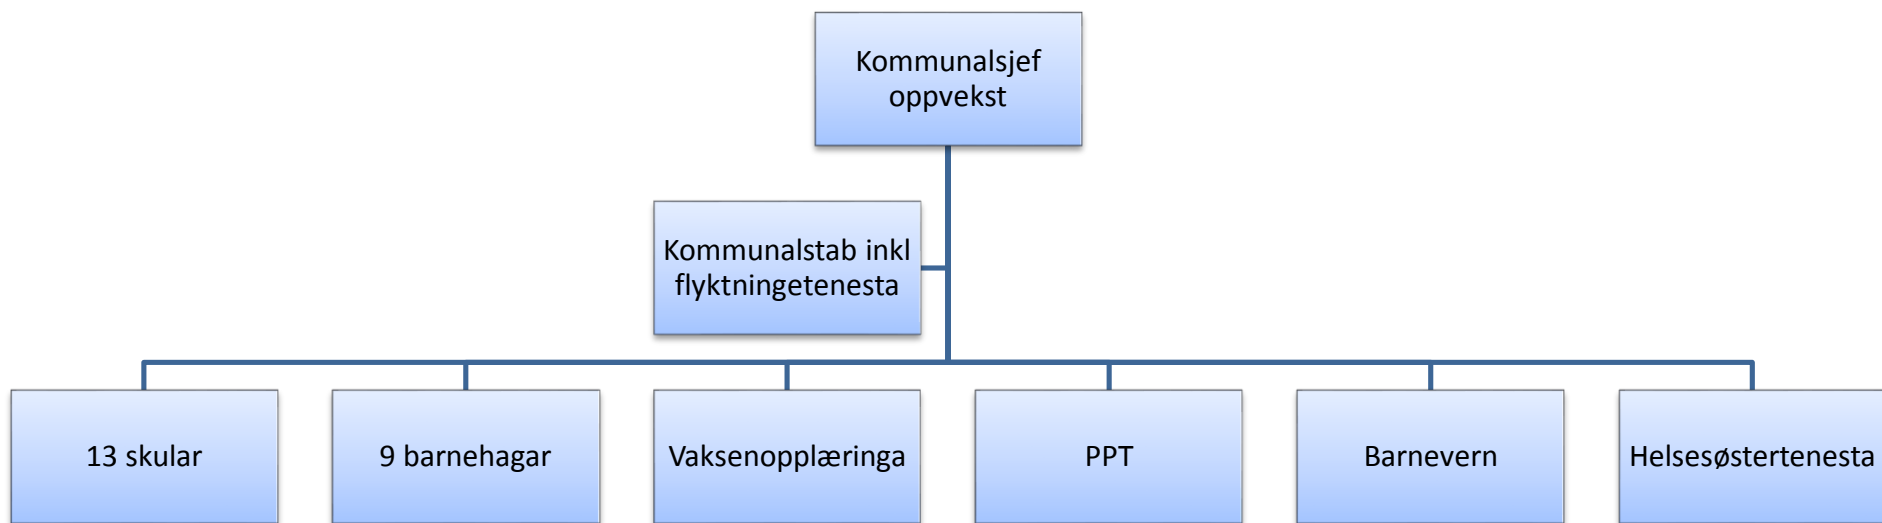 Kommunalsjef
oppvekst
Kommunalstab inkl
flyktningetenesta
13 skular
9 barnehagar
Vaksenopplæringa
PPT
Barnevern
Helsesøstertenesta